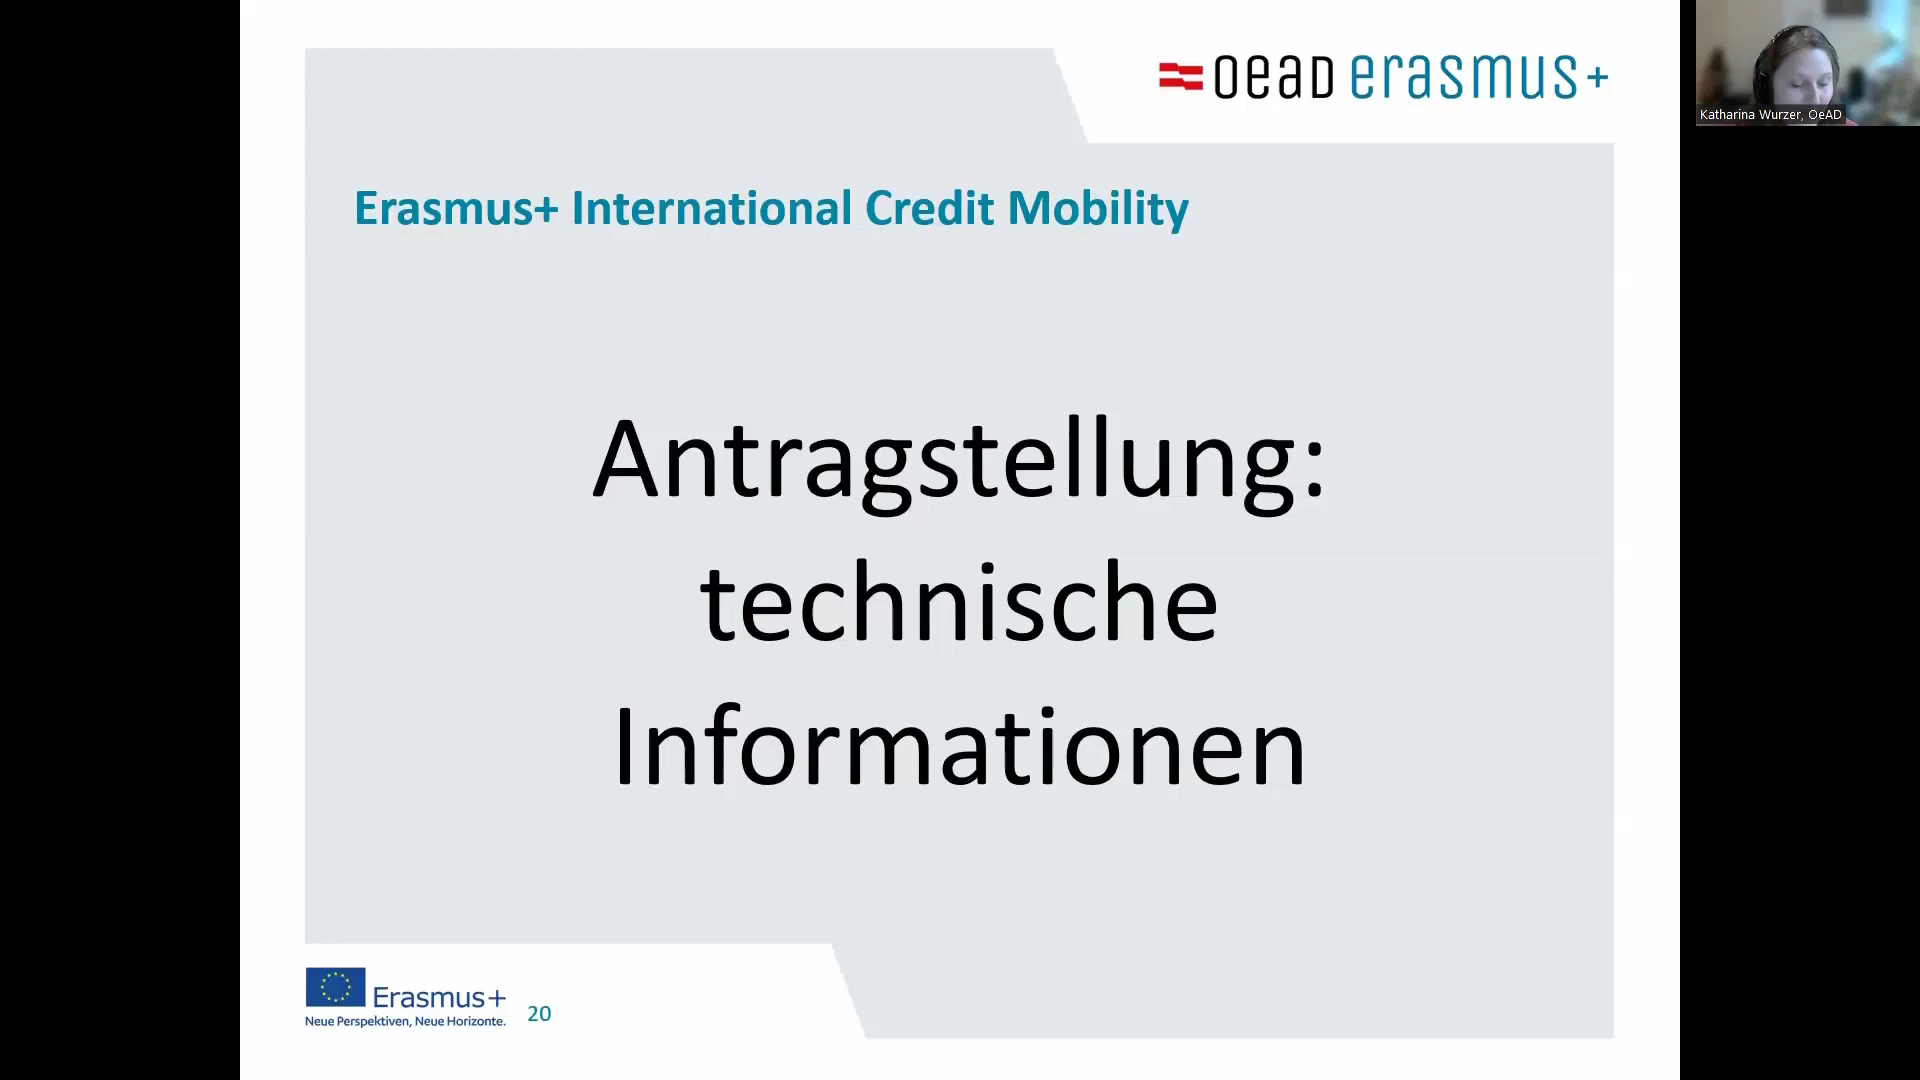 oead erasmus+
Katharina Wurzer, OeAD
Erasmus+ International Credit Mobility
Antragstellung:
technische
Informationen
Erasmus+
Neue Perspektiven, Neue Horizonte.
20